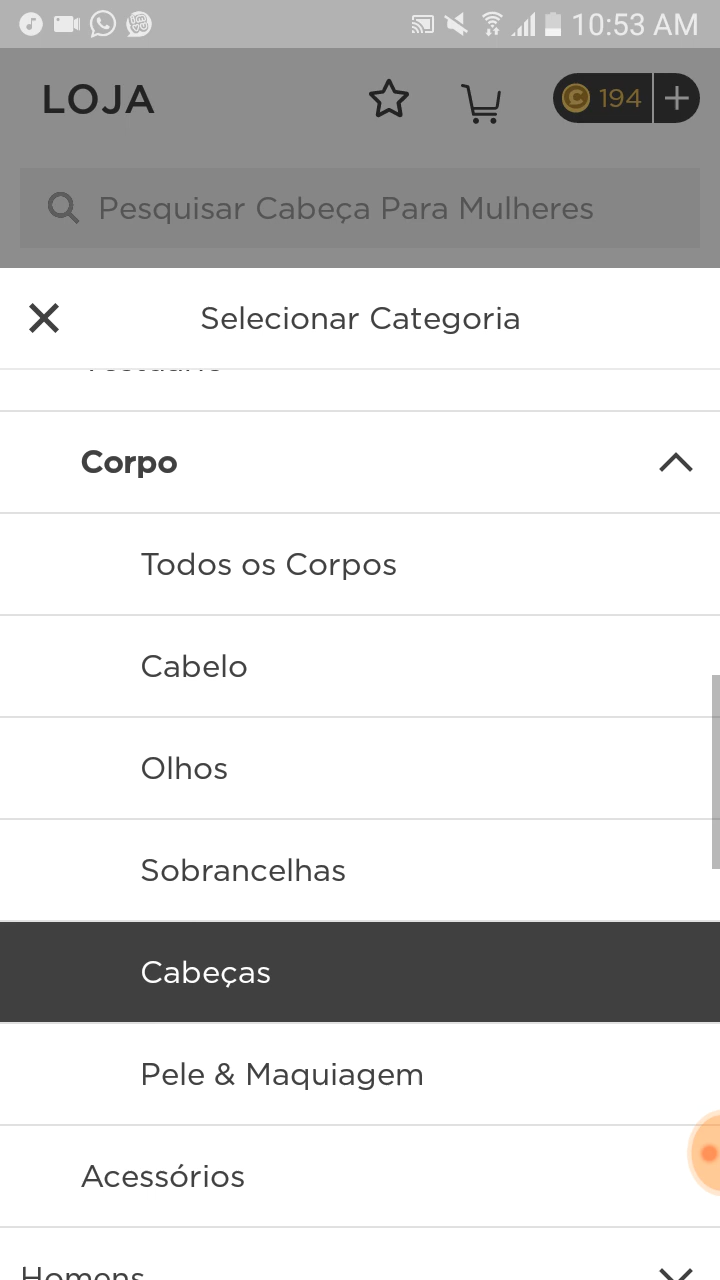 10:53 AM
LOJA
194
Pesquisar Cabeça Para Mulheres
Selecionar Categoria
Corpo
Todos os Corpos
Cabelo
Olhos
Sobrancelhas
Cabeças
Pele & Maquiagem
Acessórios
Homens